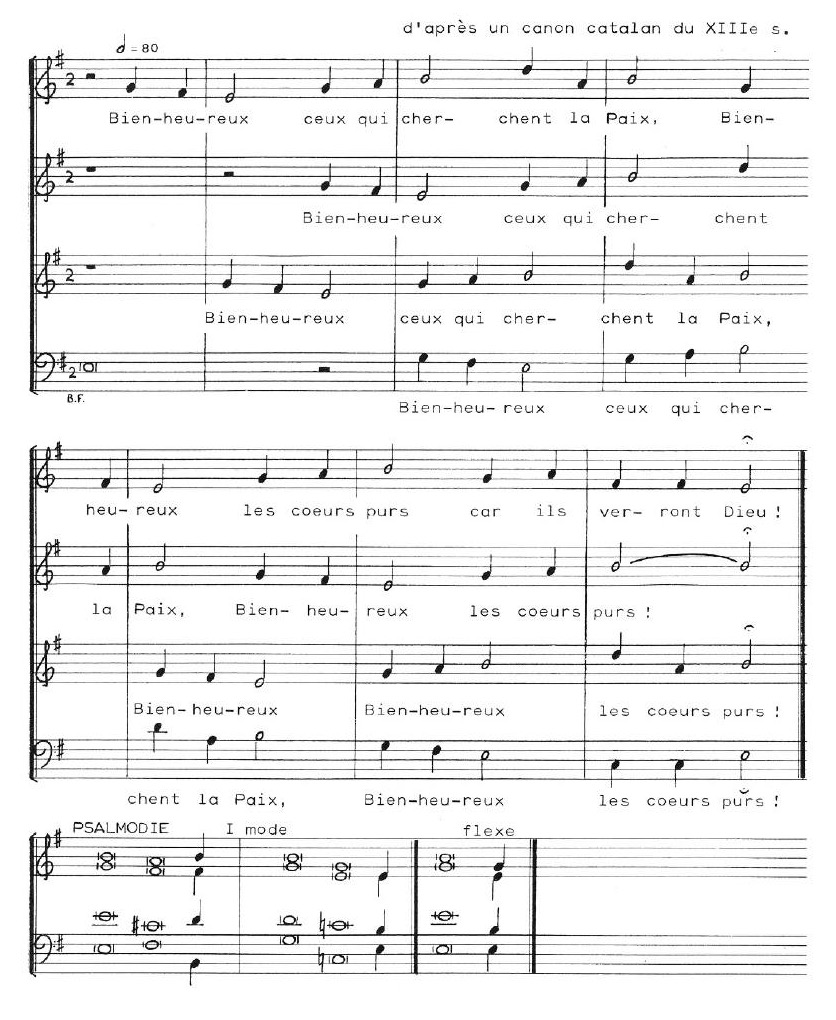 d'après un canon catalan du XIIIe s.
= 80
2
Bien-heu-reux ceux qui cher- chent la Paix, Bien-
2
Bien-heu-reux ceux qui cher- chent
2
Bien-heu-reux ceux qui cher- chent la Paix,
2
B.F.
Bien-heu-reux ceux qui cher-
heu-reux les coeurs purs car ils ver- ront Dieu !
la Paix, Bien- heu- reux les coeurs purs !
Bien-heu-reux Bien-heu-reux les coeurs purs !
chent la Paix, Bien-heu-reux les coeurs purs !
PSALMODIE I mode flexe